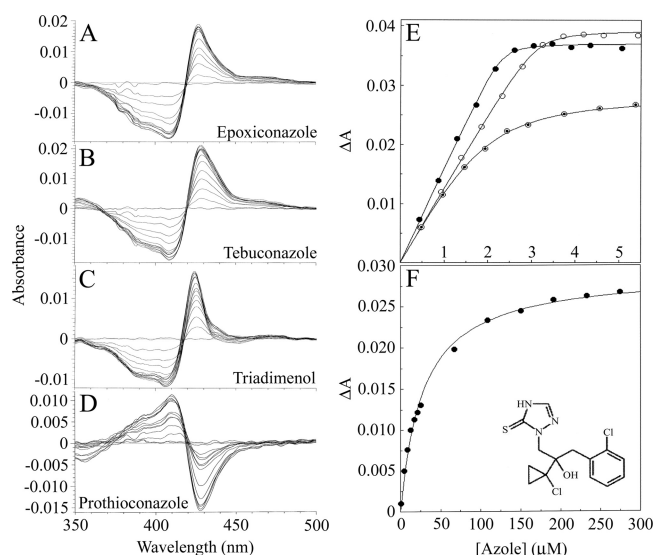 A
0.02
0.01
0
-0.01
Epoxiconazole
B
0.02
0.01
0
-0.01
Tebuconazole
C
0.01
0
-0.01
Triadimenol
D
0.010
0.005
0
-0.005
-0.010
-0.015
Prothioconazole
350
400
450
500
Absorbance
Wavelength (nm)
E
0.04
0.03
0.02
0.01
ΔA
1
2
3
4
5
F
0.030
0.025
0.020
0.015
0.010
0.005
0
ΔA
HN
N
S
N
OH
Cl
Cl
0
50
100
150
200
250
300
[Azole] (μM)